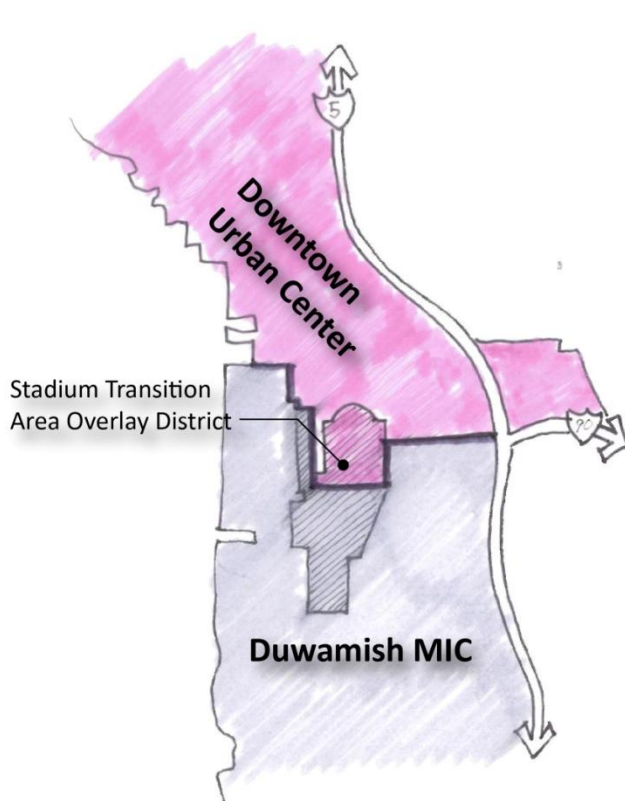 5
Downtown
Urban Center
Stadium Transition
Area Overlay District
90
Duwamish MIC